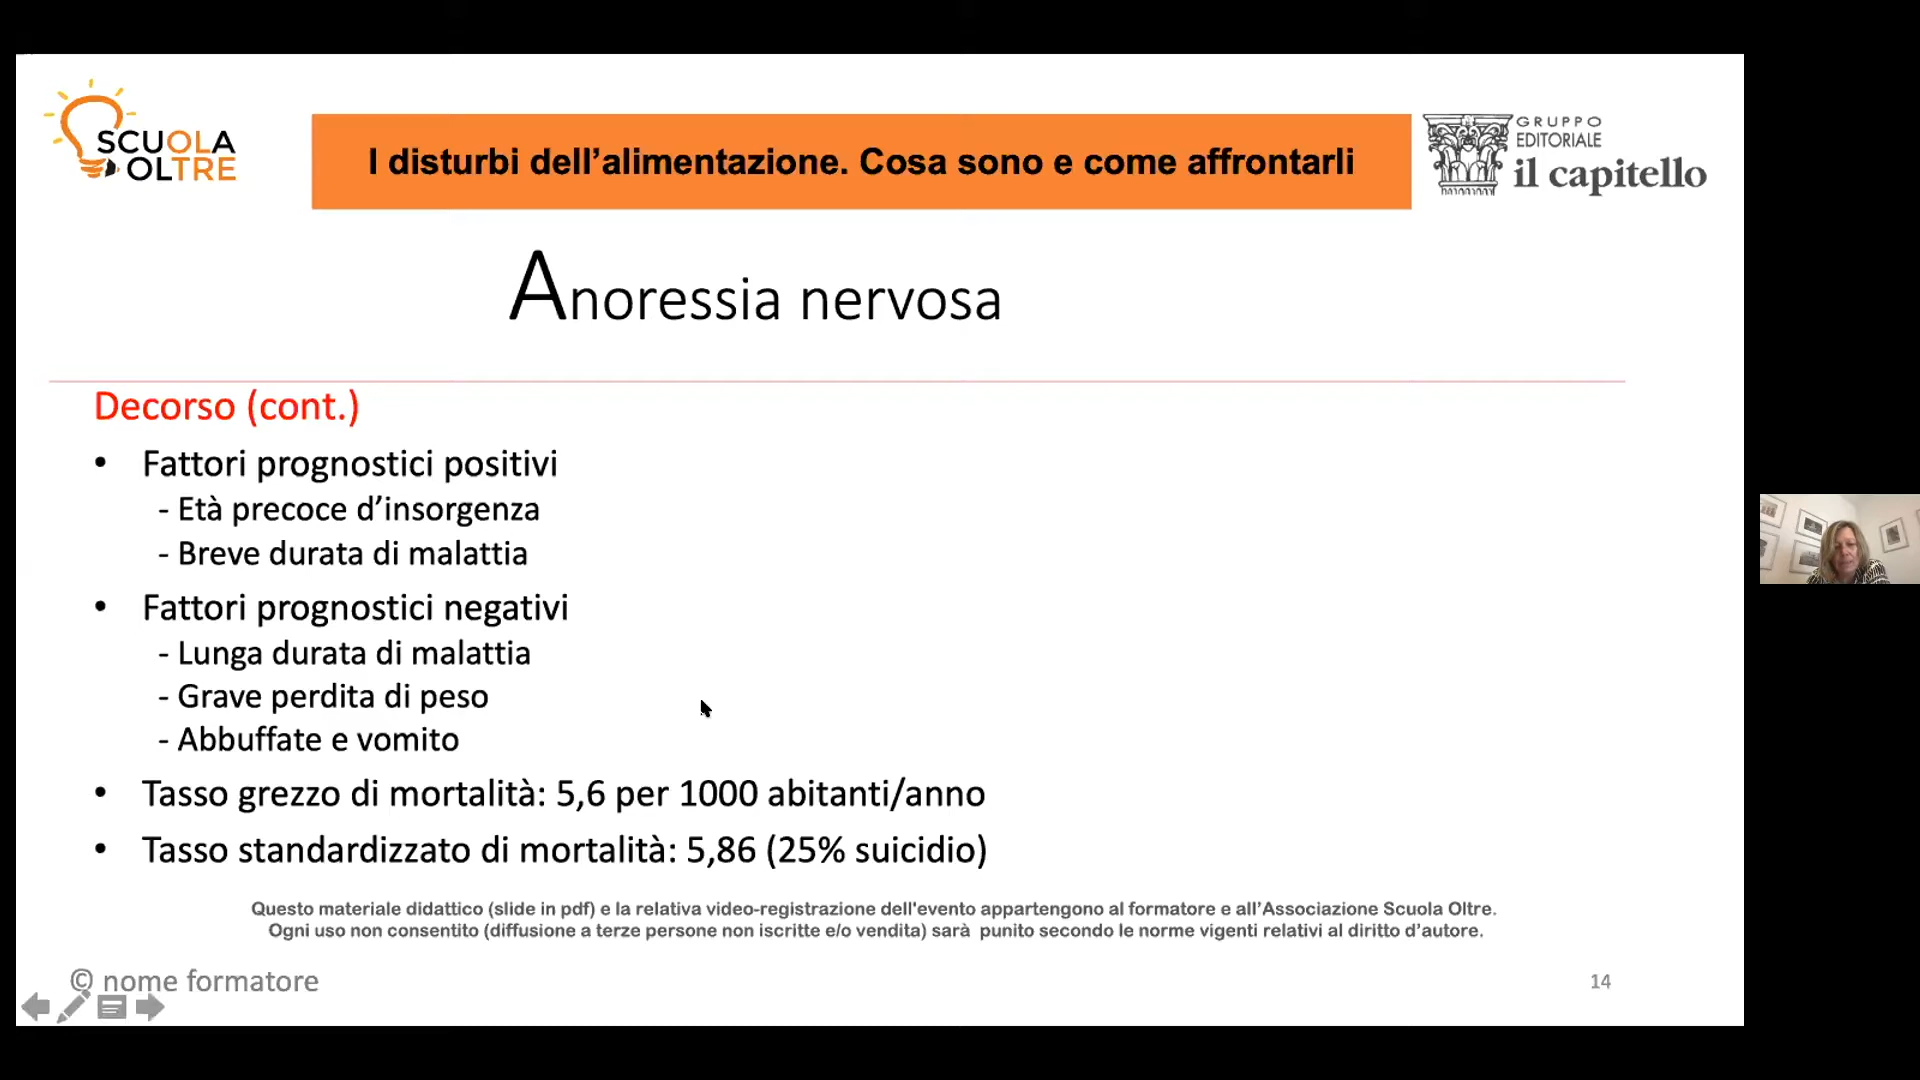 SCUOLA
OLTRE
I disturbi dell’alimentazione. Cosa sono e come affrontarli
GRUPPO
EDITORIALE
il capitello
Anoressia nervosa
Decorso (cont.)
• Fattori prognostici positivi
- Età precoce d’insorgenza
- Breve durata di malattia
• Fattori prognostici negativi
- Lunga durata di malattia
- Grave perdita di peso
- Abbuffate e vomito
• Tasso grezzo di mortalità: 5,6 per 1000 abitanti/anno
• Tasso standardizzato di mortalità: 5,86 (25% suicidio)
Questo materiale didattico (slide in pdf) e la relativa video-registrazione dell'evento appartengono al formatore e all’Associazione Scuola Oltre.
Ogni uso non consentito (diffusione a terze persone non iscritte e/o vendita) sarà punito secondo le norme vigenti relativi al diritto d’autore.
© nome formatore
14